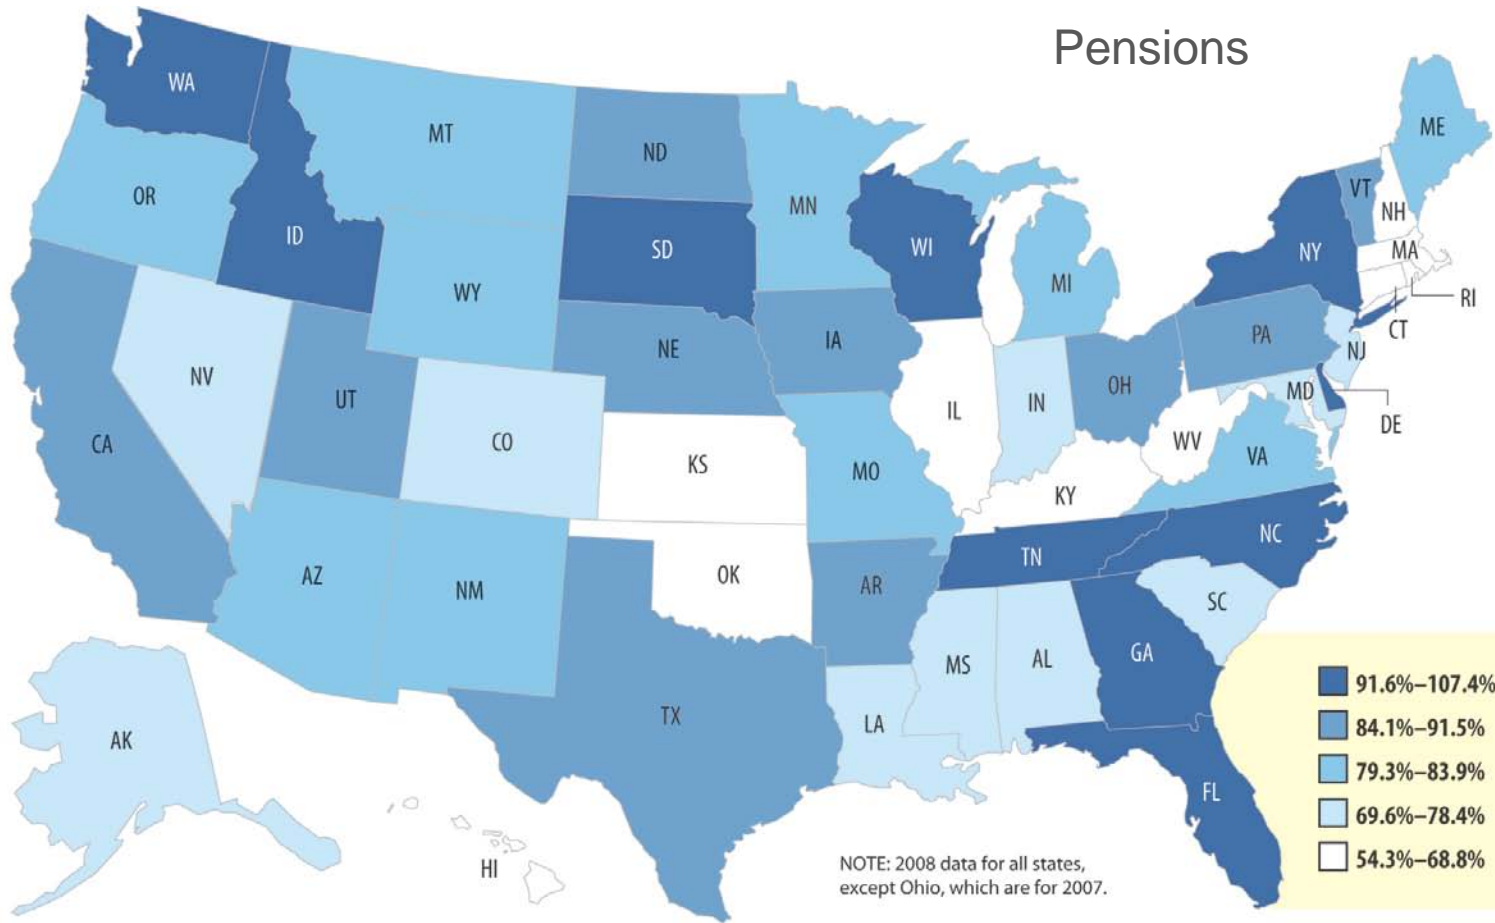 Pensions
WA
MT
ND
ME
OR
MN
VT
ID
NH
SD
WI
NY
MA
WY
MI
RI
CT
NE
IA
PA
NJ
NV
UT
OH
MD
IL
IN
DE
CA
CO
WV
KS
MO
VA
KY
NC
TN
AZ
OK
NM
AR
SC
MS
AL
GA
TX
LA
AK
FL
HI
91.6%–107.4%
84.1%–91.5%
79.3%–83.9%
69.6%–78.4%
54.3%–68.8%
NOTE: 2008 data for all states,
except Ohio, which are for 2007.